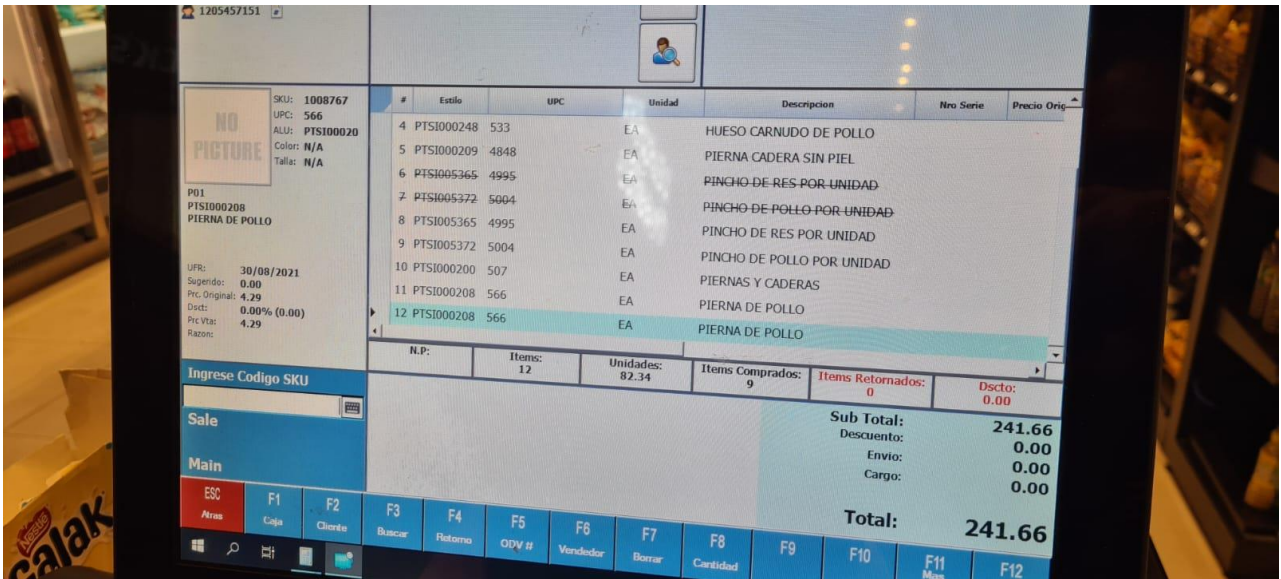 1205457151
SKU: 1008767
UPC: 566
ALU: PTSI00020
Color: N/A
Talla: N/A
NO PICTURE
P01
PTSI000208
PIERNA DE POLLO
UFR: 30/08/2021
Sugerido: 0.00
Prc. Original: 4.29
Dsct: 0.00% (0.00)
Prc Vta: 4.29
Razon:
Ingrese Codigo SKU
Sale
Main
# Estilo UPC Unidad Descripcion Nro Serie Precio Orig
4 PTSI000248 533 EA HUESO CARNUDO DE POLLO
5 PTSI000209 4848 EA PIERNA CADERA SIN PIEL
6 PTSI005365 4995 EA PINCHO DE RES POR UNIDAD
7 PTSI005372 5004 EA PINCHO DE POLLO POR UNIDAD
8 PTSI005365 4995 EA PINCHO DE RES POR UNIDAD
9 PTSI005372 5004 EA PINCHO DE POLLO POR UNIDAD
10 PTSI000200 507 EA PIERNAS Y CADERAS
11 PTSI000208 566 EA PIERNA DE POLLO
12 PTSI000208 566 EA PIERNA DE POLLO
N.P: Items: 12 Unidades: 82.34 Items Comprados: 9 Items Retornados: 0 Dscto: 0.00
Sub Total: 241.66
Descuento: 0.00
Envio: 0.00
Cargo: 0.00
Total: 241.66
ESC Atras F1 Caja F2 Cliente F3 Buscar F4 Retorno F5 ODV # F6 Vendedor F7 Borrar F8 Cantidad F9 F10 F11 Mas F12
Nestlé
Galak